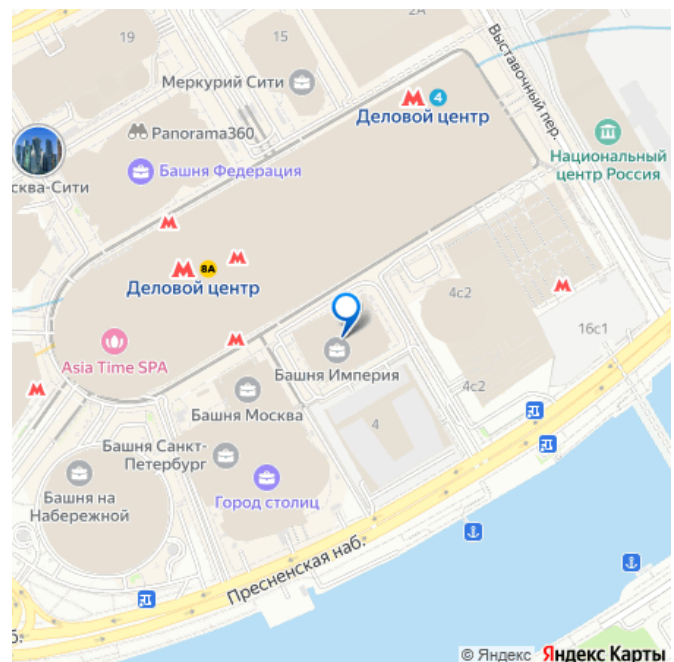 2А
19
15
Меркурий Сити
4
Деловой центр
Выставочный пер.
Panorama360
Национальный
центр Россия
Башня Федерация
сква-Сити
8А
Деловой центр
4с2
16с1
Asia Time SPA
Башня Империя
4с2
Башня Москва
4
Башня Санкт-
Петербург
Город столиц
Башня на
Набережной
Пресненская наб.
б:
© Яндекс Яндекс Карты